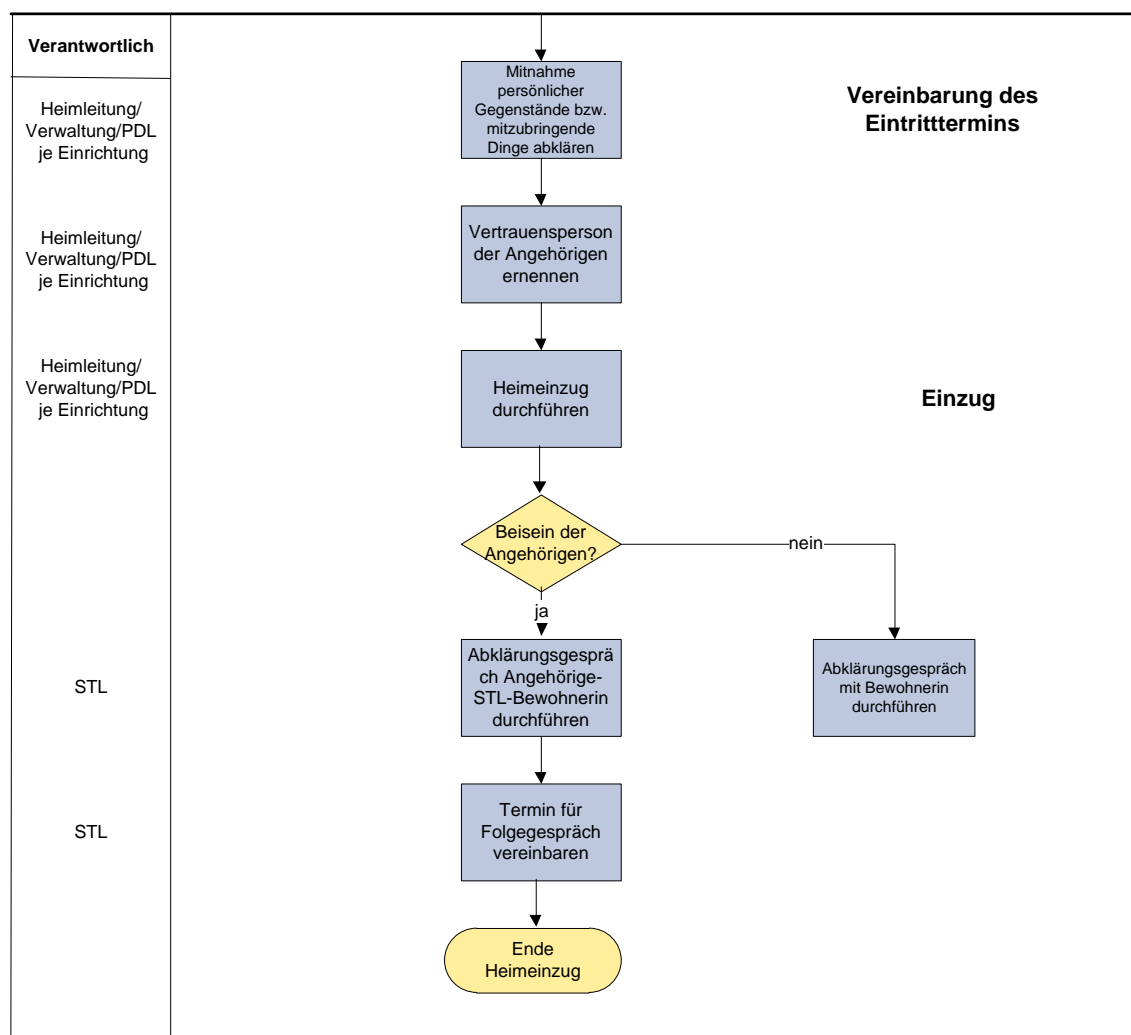 Verantwortlich
Heimleitung/
Verwaltung/PDL
je Einrichtung
Mitnahme
persönlicher
Gegenstände bzw.
mitzubringende
Dinge abklären
Vereinbarung des
Eintritttermins
Heimleitung/
Verwaltung/PDL
je Einrichtung
Vertrauensperson
der Angehörigen
ernennen
Heimleitung/
Verwaltung/PDL
je Einrichtung
Heimeinzug
durchführen
Einzug
Beisein der
Angehörigen?
nein
ja
STL
Abklärungsgesprä
ch Angehörige-
STL-Bewohnerin
durchführen
Abklärungsgespräch
mit Bewohnerin
durchführen
STL
Termin für
Folgegespräch
vereinbaren
Ende
Heimeinzug